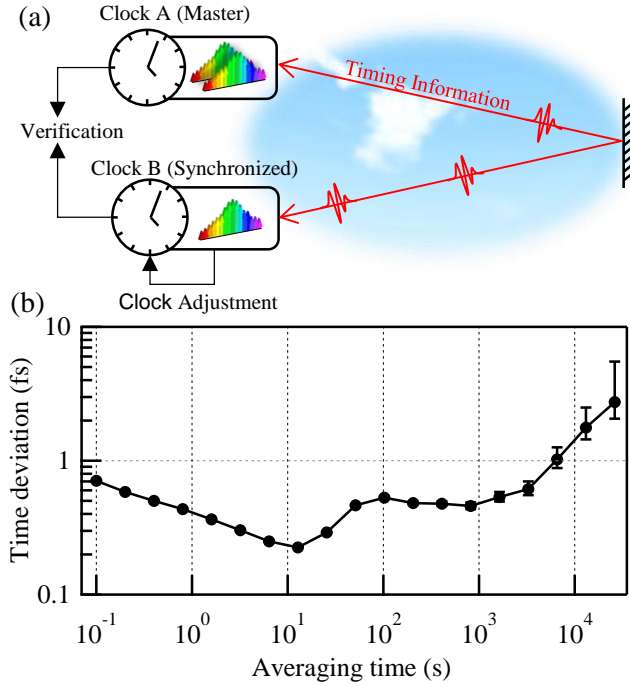 (a)
Clock A (Master)
Timing Information
Verification
Clock B (Synchronized)
Clock Adjustment
(b)
Time deviation (fs)
10
1
0.1
10⁻¹
10⁰
10¹
10²
10³
10⁴
Averaging time (s)